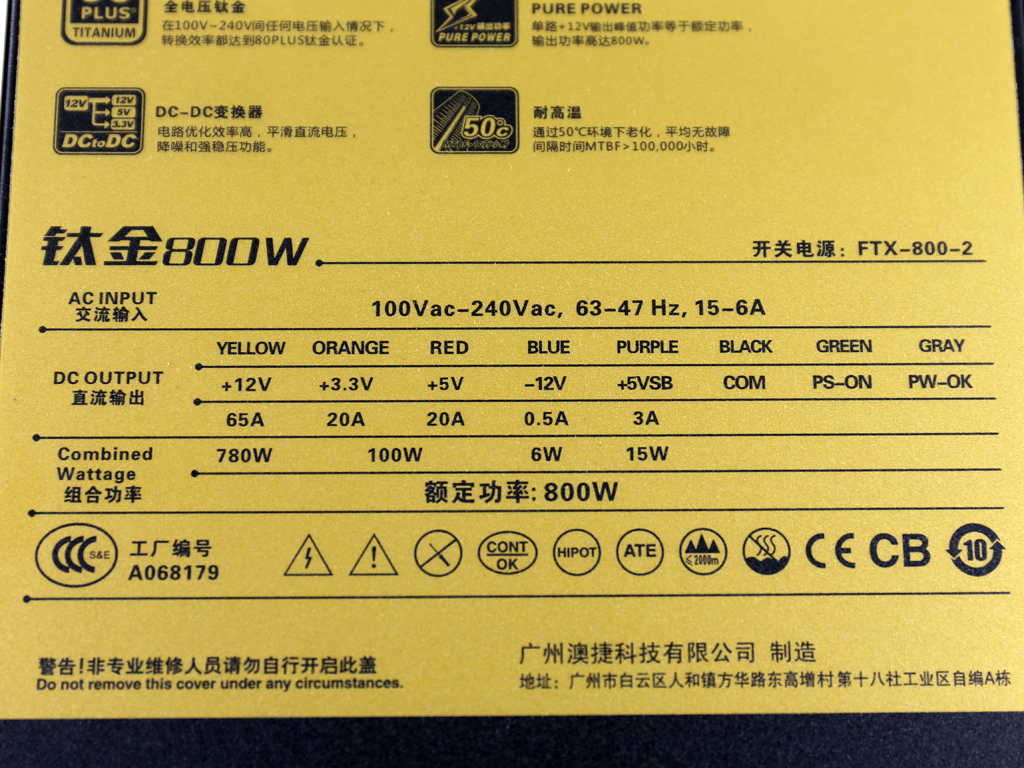 PLUS
TITANIUM
全电压钛金
在100V~240V间任何电压输入情况下，
转换效率都达到80PLUS钛金认证。
+12V输出功率
PURE POWER
PURE POWER
单路+12V输出峰值功率等于额定功率，
输出功率高达800W。
12V
12V
5V
3.3V
DCtoDC
DC-DC变换器
电路优化效率高，平滑直流电压，
降噪和强稳压功能。
50℃
耐高温
通过50℃环境下老化，平均无故障
间隔时间MTBF>100,000小时。
钛金800W
开关电源：FTX-800-2
AC INPUT
交流输入
100Vac-240Vac, 63-47 Hz, 15-6A
YELLOW ORANGE RED BLUE PURPLE BLACK GREEN GRAY
DC OUTPUT
直流输出
+12V +3.3V +5V -12V +5VSB COM PS-ON PW-OK
65A 20A 20A 0.5A 3A
Combined
Wattage
组合功率
780W 100W 6W 15W
额定功率: 800W
CCC S&E
工厂编号
A068179
CONT
OK
HIPOT
ATE
≤2000m
CE CB 10
警告!非专业维修人员请勿自行开启此盖
Do not remove this cover under any circumstances.
广州澳捷科技有限公司 制造
地址：广州市白云区人和镇方华路东高增村第十八社工业区自编A栋